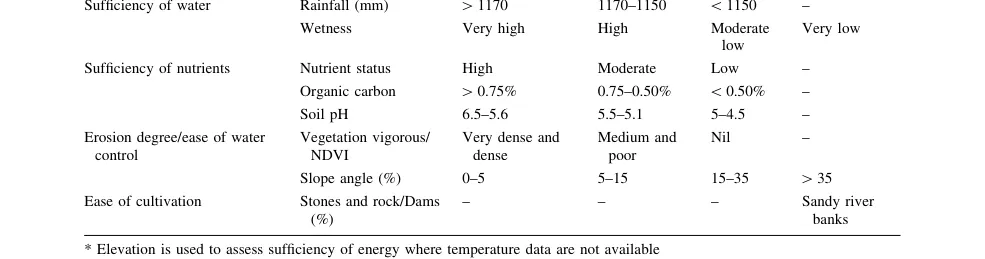 Sufficiency of water Rainfall (mm) > 1170 1170–1150 < 1150 –
Wetness Very high High Moderate Very low
low
Sufficiency of nutrients Nutrient status High Moderate Low –
Organic carbon > 0.75% 0.75–0.50% < 0.50% –
Soil pH 6.5–5.6 5.5–5.1 5–4.5 –
Erosion degree/ease of water Vegetation vigorous/ Very dense and Medium and Nil –
control NDVI dense poor
Slope angle (%) 0–5 5–15 15–35 > 35
Ease of cultivation Stones and rock/Dams – – – Sandy river
(%) banks
* Elevation is used to assess sufficiency of energy where temperature data are not available